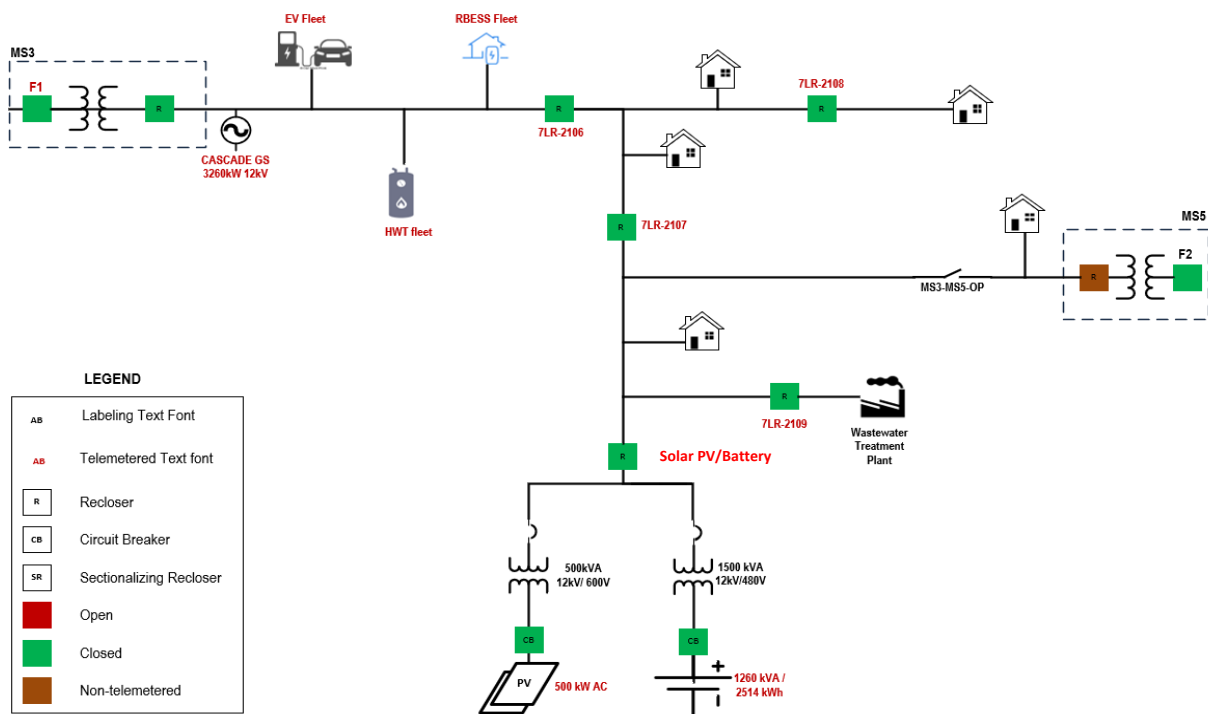 EV Fleet
RBESS Fleet
MS3
F1
R
CASCADE GS
3260kW 12kV
HWT fleet
R
7LR-2106
7LR-2108
R
R
7LR-2107
MS3-MS5-OP
MS5
R
F2
R
7LR-2109
Wastewater
Treatment
Plant
R
Solar PV/Battery
500kVA
12kV/ 600V
1500 kVA
12kV/480V
CB
CB
PV
500 kW AC
+
1260 kVA /
2514 kWh
LEGEND
AB Labeling Text Font
AB Telemetered Text font
R Recloser
CB Circuit Breaker
SR Sectionalizing Recloser
Open
Closed
Non-telemetered